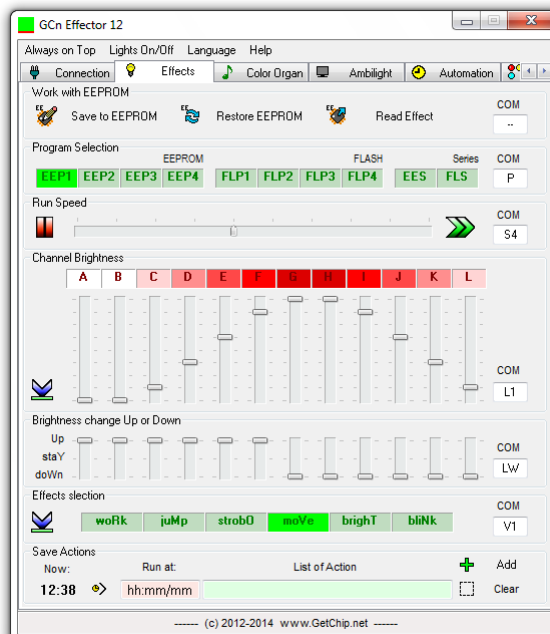 GCn Effector 12
Always on Top Lights On/Off Language Help
Connection Effects Color Organ Ambilight Automation
Work with EEPROM COM
EE Save to EEPROM EE Restore EEPROM EE Read Effect --
Program Selection EEPROM FLASH Series COM
EEP1 EEP2 EEP3 EEP4 FLP1 FLP2 FLP3 FLP4 EES FLS P
Run Speed COM
S4
Channel Brightness
A B C D E F G H I J K L
COM
L1
Brightness change Up or Down
Up
staY COM
doWn LW
Effects slection COM
woRk juMp strobO moVe brighT bliNk V1
Save Actions
Now: Run at: List of Action Add
12:38 hh:mm/mm Clear
------ (c) 2012-2014 www.GetChip.net ------